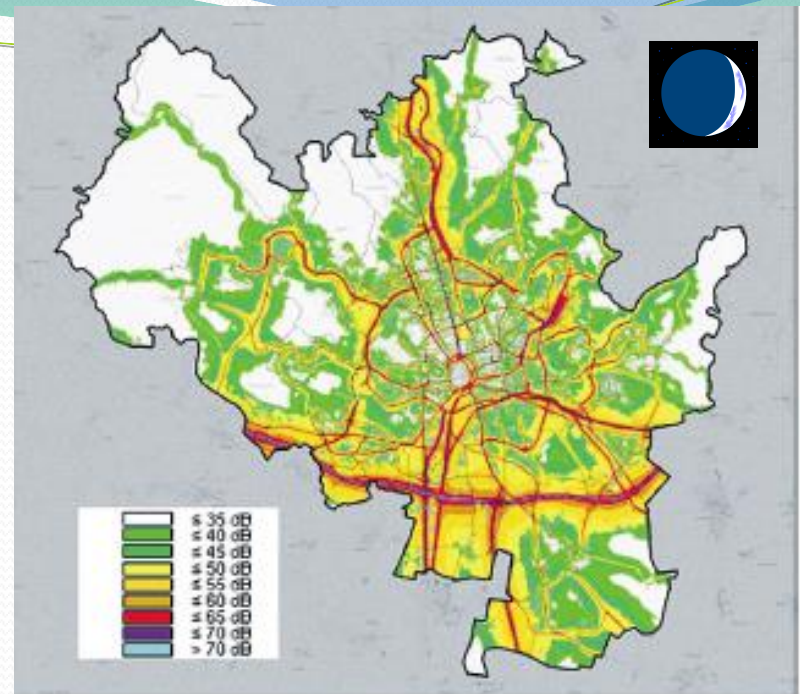 ≤ 35 dB
≤ 40 dB
≤ 45 dB
≤ 50 dB
≤ 55 dB
≤ 60 dB
≤ 65 dB
≤ 70 dB
> 70 dB